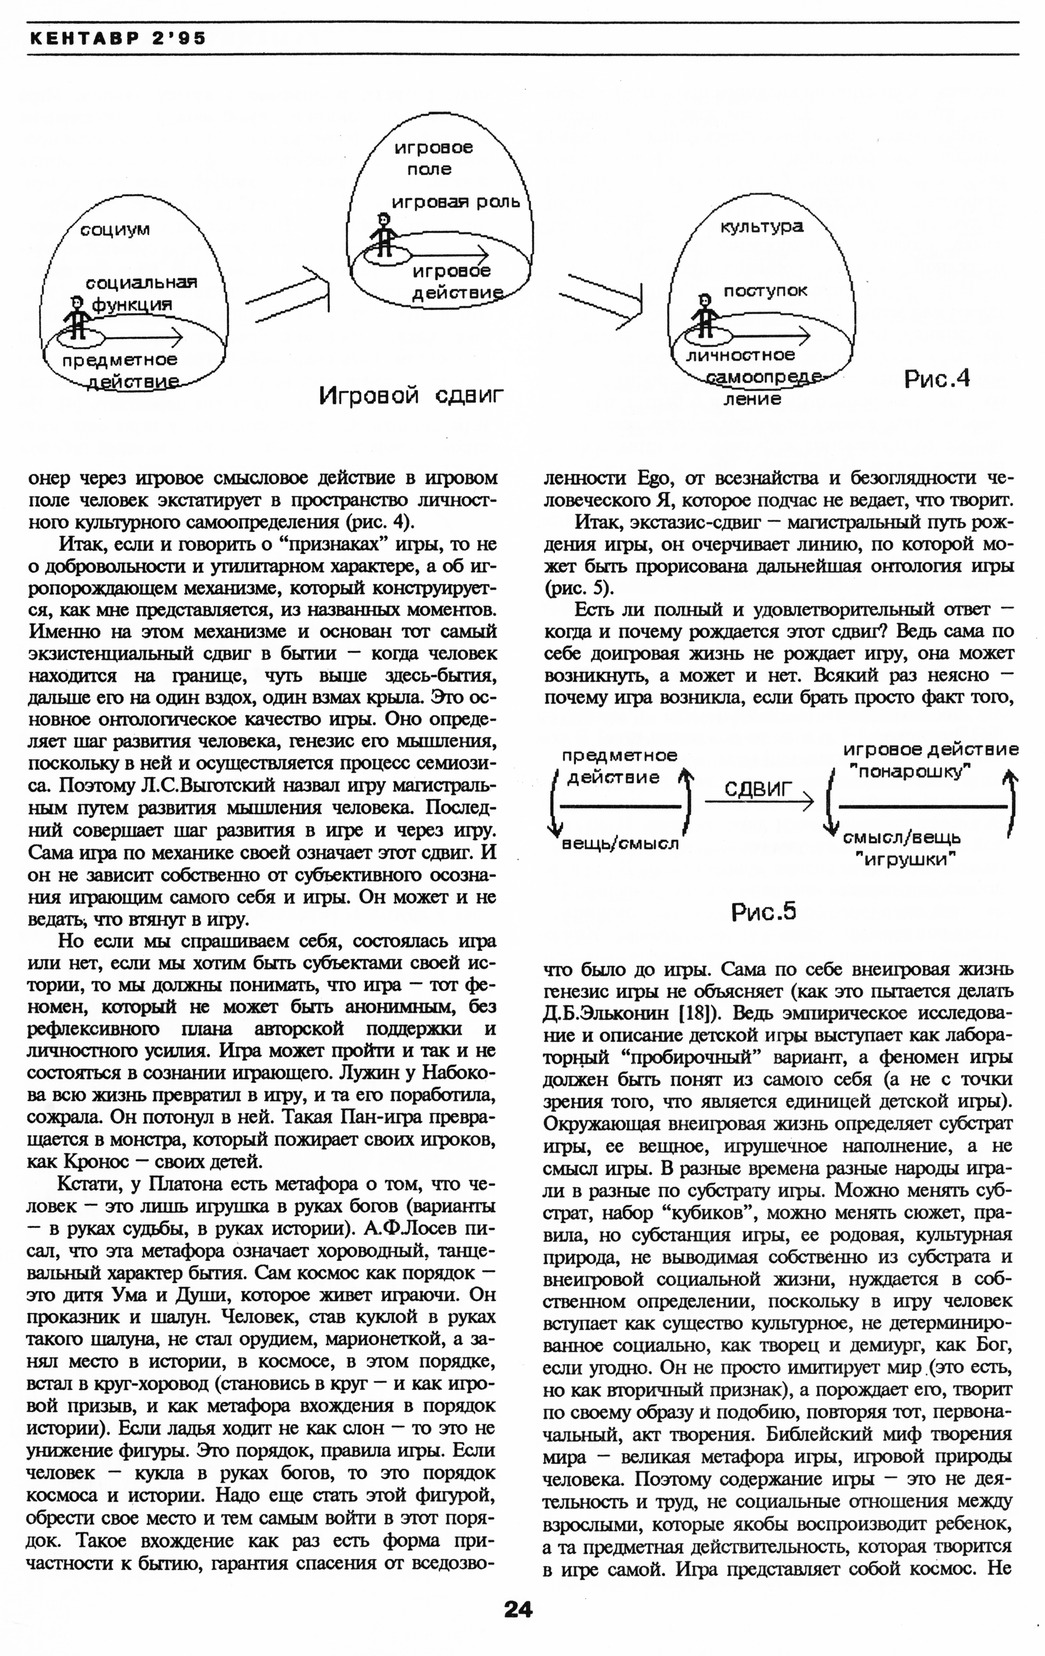 КЕНТАВР 2’95
социум
социальная
функция
предметное
действие
игровое
поле
игровая роль
игровое
действие
Игровой сдвиг
культура
поступок
личностное
самоопреде-
ление
Рис.4
онер через игровое смысловое действие в игровом
поле человек экстатирует в пространство личност-
ного культурного самоопределения (рис. 4).
Итак, если и говорить о “признаках” игры, то не
о добровольности и утилитарном характере, а об иг-
ропорождающем механизме, который конструирует-
ся, как мне представляется, из названных моментов.
Именно на этом механизме и основан тот самый
экзистенциальный сдвиг в бытии — когда человек
находится на границе, чуть выше здесь-бытия,
дальше его на один вздох, один взмах крыла. Это ос-
новное онтологическое качество игры. Оно опреде-
ляет шаг развития человека, генезис его мышления,
поскольку в ней и осуществляется процесс семиози-
са. Поэтому Л.С.Выготский назвал игру магистраль-
ным путем развития мышления человека. Послед-
ний совершает шаг развития в игре и через игру.
Сама игра по механике своей означает этот сдвиг. И
он не зависит собственно от субъективного осозна-
ния играющим самого себя и игры. Он может и не
ведать, что втянут в игру.
Но если мы спрашиваем себя, состоялась игра
или нет, если мы хотим быть субъектами своей ис-
тории, то мы должны понимать, что игра — тот фе-
номен, который не может быть анонимным, без
рефлексивного плана авторской поддержки и
личностного усилия. Игра может пройти и так и не
состояться в сознании играющего. Лужин у Набоко-
ва всю жизнь превратил в игру, и та его поработила,
сожрала. Он потонул в ней. Такая Пан-игра превра-
щается в монстра, который пожирает своих игроков,
как Кронос — своих детей.
Кстати, у Платона есть метафора о том, что че-
ловек — это лишь игрушка в руках богов (варианты
— в руках судьбы, в руках истории). А.Ф.Лосев пи-
сал, что эта метафора означает хороводный, танце-
вальный характер бытия. Сам космос как порядок —
это дитя Ума и Души, которое живет играючи. Он
проказник и шалун. Человек, став куклой в руках
такого шалуна, не стал орудием, марионеткой, а за-
нял место в истории, в космосе, в этом порядке,
встал в круг-хоровод (становись в круг — и как игро-
вой призыв, и как метафора вхождения в порядок
истории). Если ладья ходит не как слон — то это не
унижение фигуры. Это порядок, правила игры. Если
человек — кукла в руках богов, то это порядок
космоса и истории. Надо еще стать этой фигурой,
обрести свое место и тем самым войти в этот поря-
док. Такое вхождение как раз есть форма при-
частности к бытию, гарантия спасения от вседозво-
ленности Ego, от всезнайства и безоглядности че-
ловеческого Я, которое подчас не ведает, что творит.
Итак, экстазис-сдвиг — магистральный путь рож-
дения игры, он очерчивает линию, по которой мо-
жет быть прорисована дальнейшая онтология игры
(рис. 5).
Есть ли полный и удовлетворительный ответ —
когда и почему рождается этот сдвиг? Ведь сама по
себе доигровая жизнь не рождает игру, она может
возникнуть, а может и нет. Всякий раз неясно —
почему игра возникла, если брать просто факт того,
предметное
действие
вещь/смысл
СДВИГ
игровое действие
"понарошку"
смысл/вещь
"игрушки"
Рис.5
что было до игры. Сама по себе внеигровая жизнь
генезис игры не объясняет (как это пытается делать
Д.Б.Эльконин [18]). Ведь эмпирическое исследова-
ние и описание детской игры выступает как лабора-
торный “пробирочный” вариант, а феномен игры
должен быть понят из самого себя (а не с точки
зрения того, что является единицей детской игры).
Окружающая внеигровая жизнь определяет субстрат
игры, ее вещное, игрушечное наполнение, а не
смысл игры. В разные времена разные народы игра-
ли в разные по субстрату игры. Можно менять суб-
страт, набор “кубиков”, можно менять сюжет, пра-
вила, но субстанция игры, ее родовая, культурная
природа, не выводимая собственно из субстрата и
внеигровой социальной жизни, нуждается в соб-
ственном определении, поскольку в игру человек
вступает как существо культурное, не детерминиро-
ванное социально, как творец и демиург, как Бог,
если угодно. Он не просто имитирует мир (это есть,
но как вторичный признак), а порождает его, творит
по своему образу и подобию, повторяя тот, первона-
чальный, акт творения. Библейский миф творения
мира — великая метафора игры, игровой природы
человека. Поэтому содержание игры — это не дея-
тельность и труд, не социальные отношения между
взрослыми, которые якобы воспроизводит ребенок,
а та предметная действительность, которая творится
в игре самой. Игра представляет собой космос. Не
24